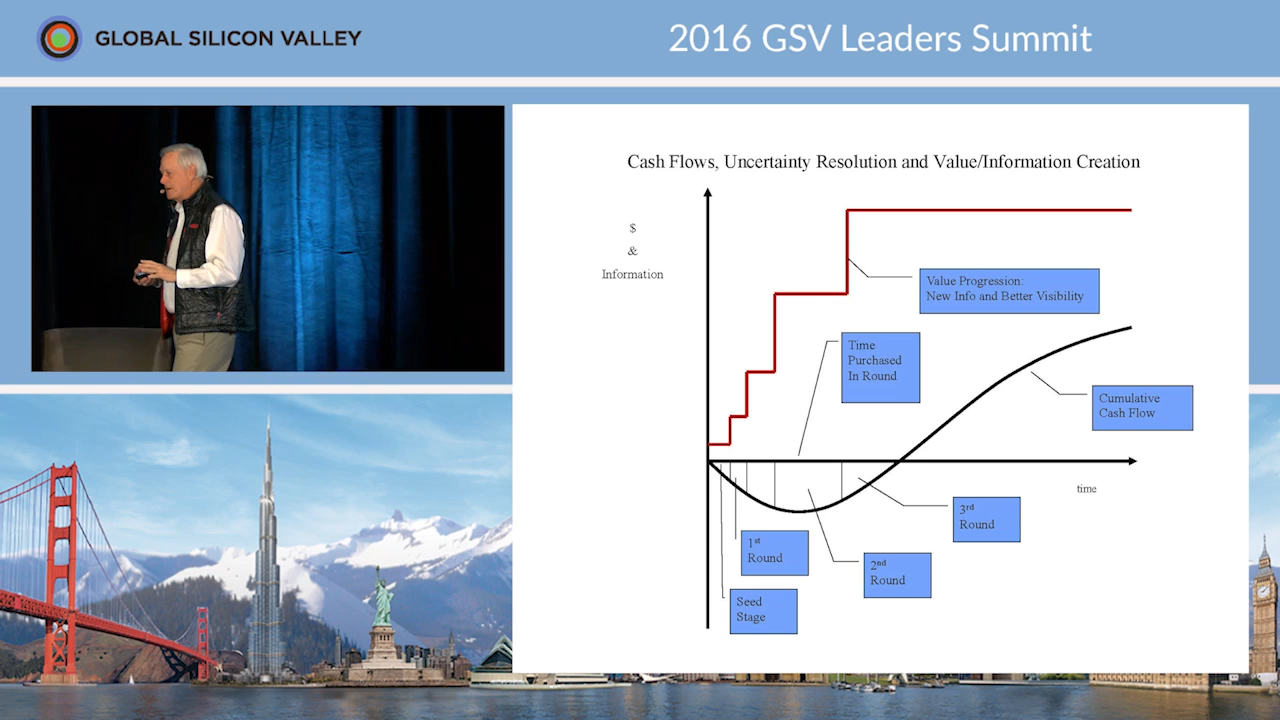 GLOBAL SILICON VALLEY
2016 GSV Leaders Summit
Cash Flows, Uncertainty Resolution and Value/Information Creation
$
&
Information
Value Progression:
New Info and Better Visibility
Time
Purchased
In Round
Cumulative
Cash Flow
time
3rd
Round
1st
Round
2nd
Round
Seed
Stage